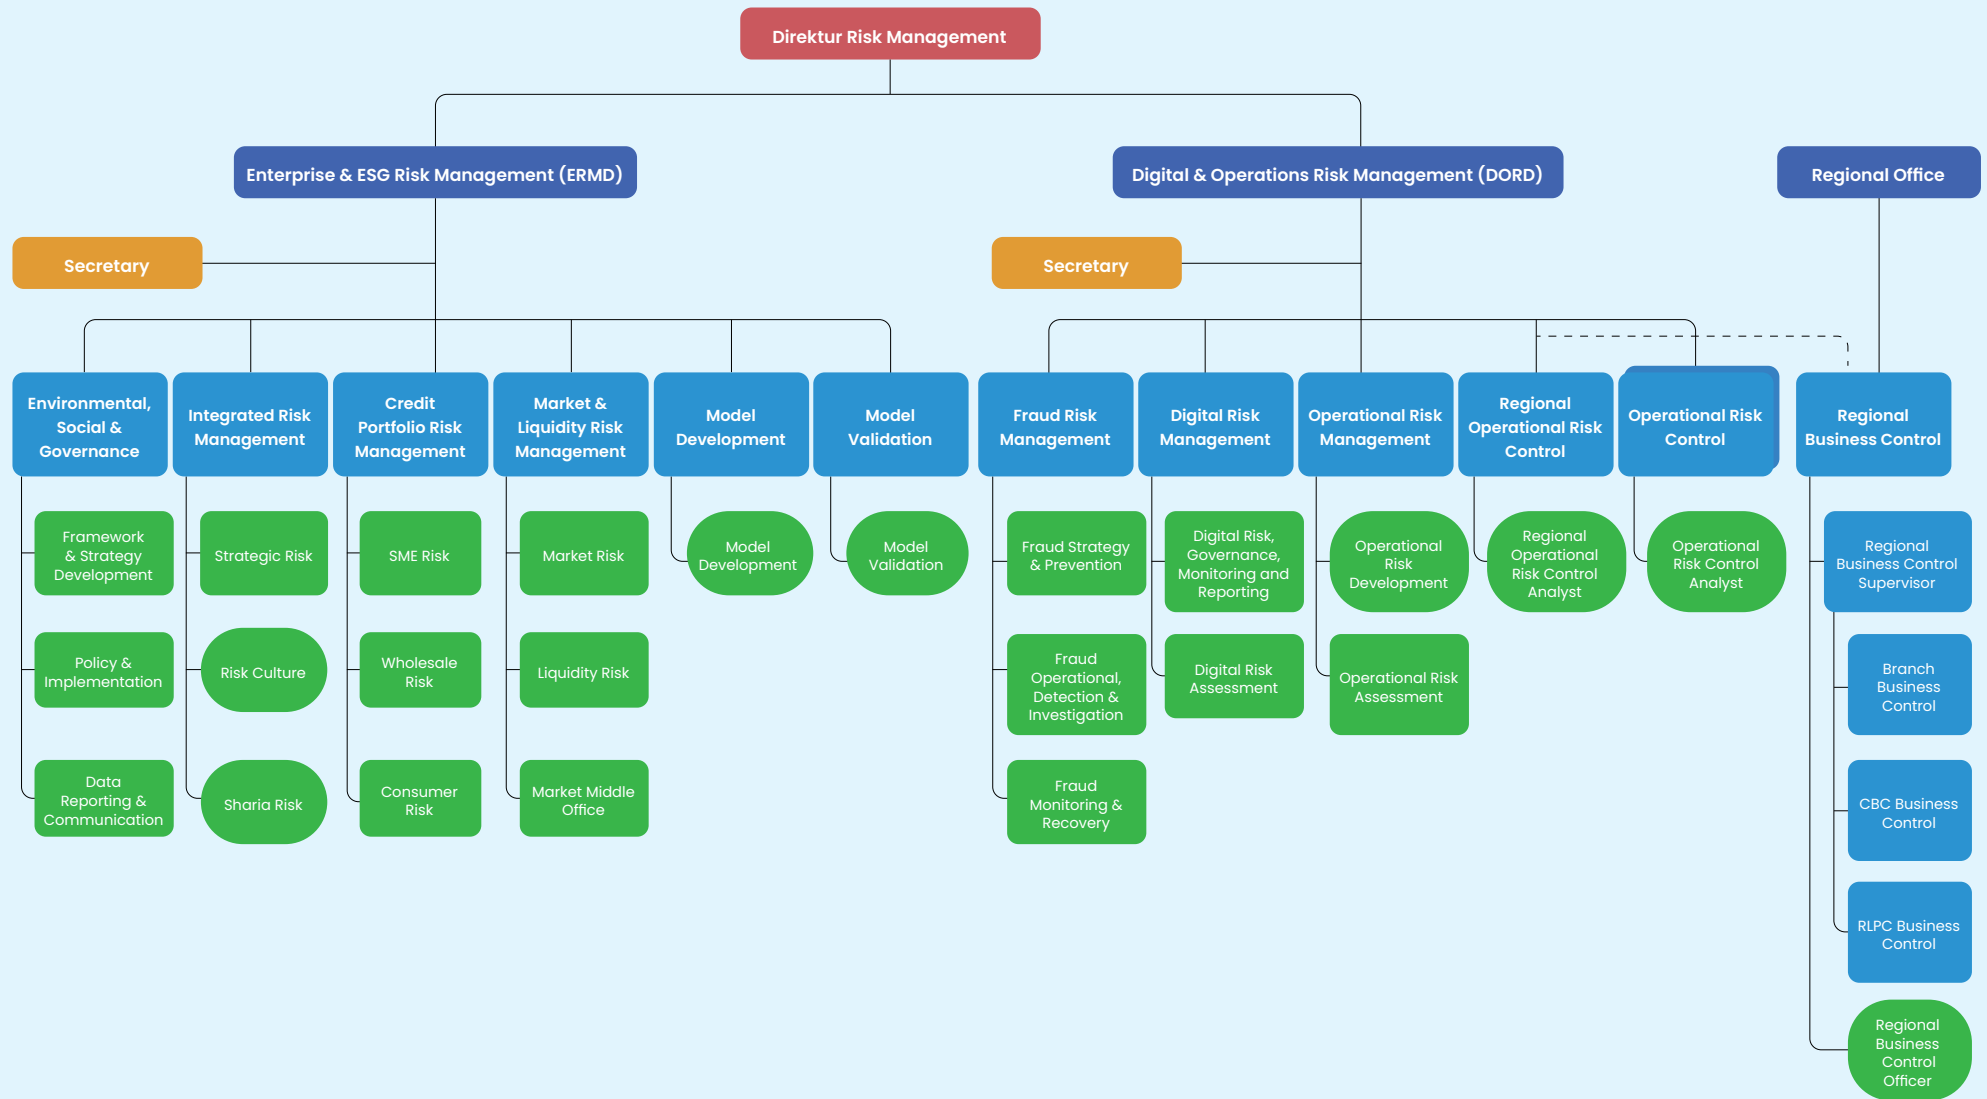 Direktur Risk Management
Enterprise & ESG Risk Management (ERMD)
Digital & Operations Risk Management (DORD)
Regional Office
Secretary
Secretary
Environmental,
Social &
Governance
Integrated Risk
Management
Credit
Portfolio Risk
Management
Market &
Liquidity Risk
Management
Model
Development
Model
Validation
Fraud Risk
Management
Digital Risk
Management
Operational Risk
Management
Regional
Operational Risk
Control
Operational Risk
Control
Regional
Business Control
Framework
& Strategy
Development
Strategic Risk
SME Risk
Market Risk
Model
Development
Model
Validation
Fraud Strategy
& Prevention
Digital Risk,
Governance,
Monitoring and
Reporting
Operational
Risk
Development
Regional
Operational
Risk Control
Analyst
Operational
Risk Control
Analyst
Regional
Business Control
Supervisor
Policy &
Implementation
Risk Culture
Wholesale
Risk
Liquidity Risk
Fraud
Operational,
Detection &
Investigation
Digital Risk
Assessment
Operational Risk
Assessment
Branch
Business
Control
Data
Reporting &
Communication
Sharia Risk
Consumer
Risk
Market Middle
Office
Fraud
Monitoring &
Recovery
CBC Business
Control
RLPC Business
Control
Regional
Business
Control
Officer